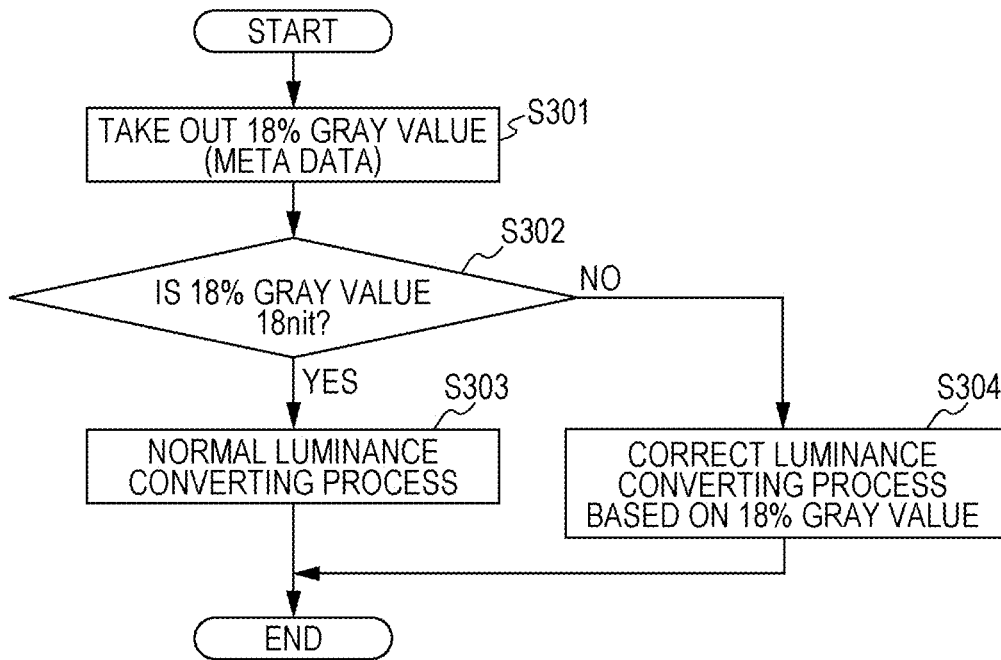 START
TAKE OUT 18% GRAY VALUE
(META DATA)
S301
IS 18% GRAY VALUE
18nit?
S302
NO
YES
NORMAL LUMINANCE
CONVERTING PROCESS
S303
CORRECT LUMINANCE
CONVERTING PROCESS
BASED ON 18% GRAY VALUE
S304
END